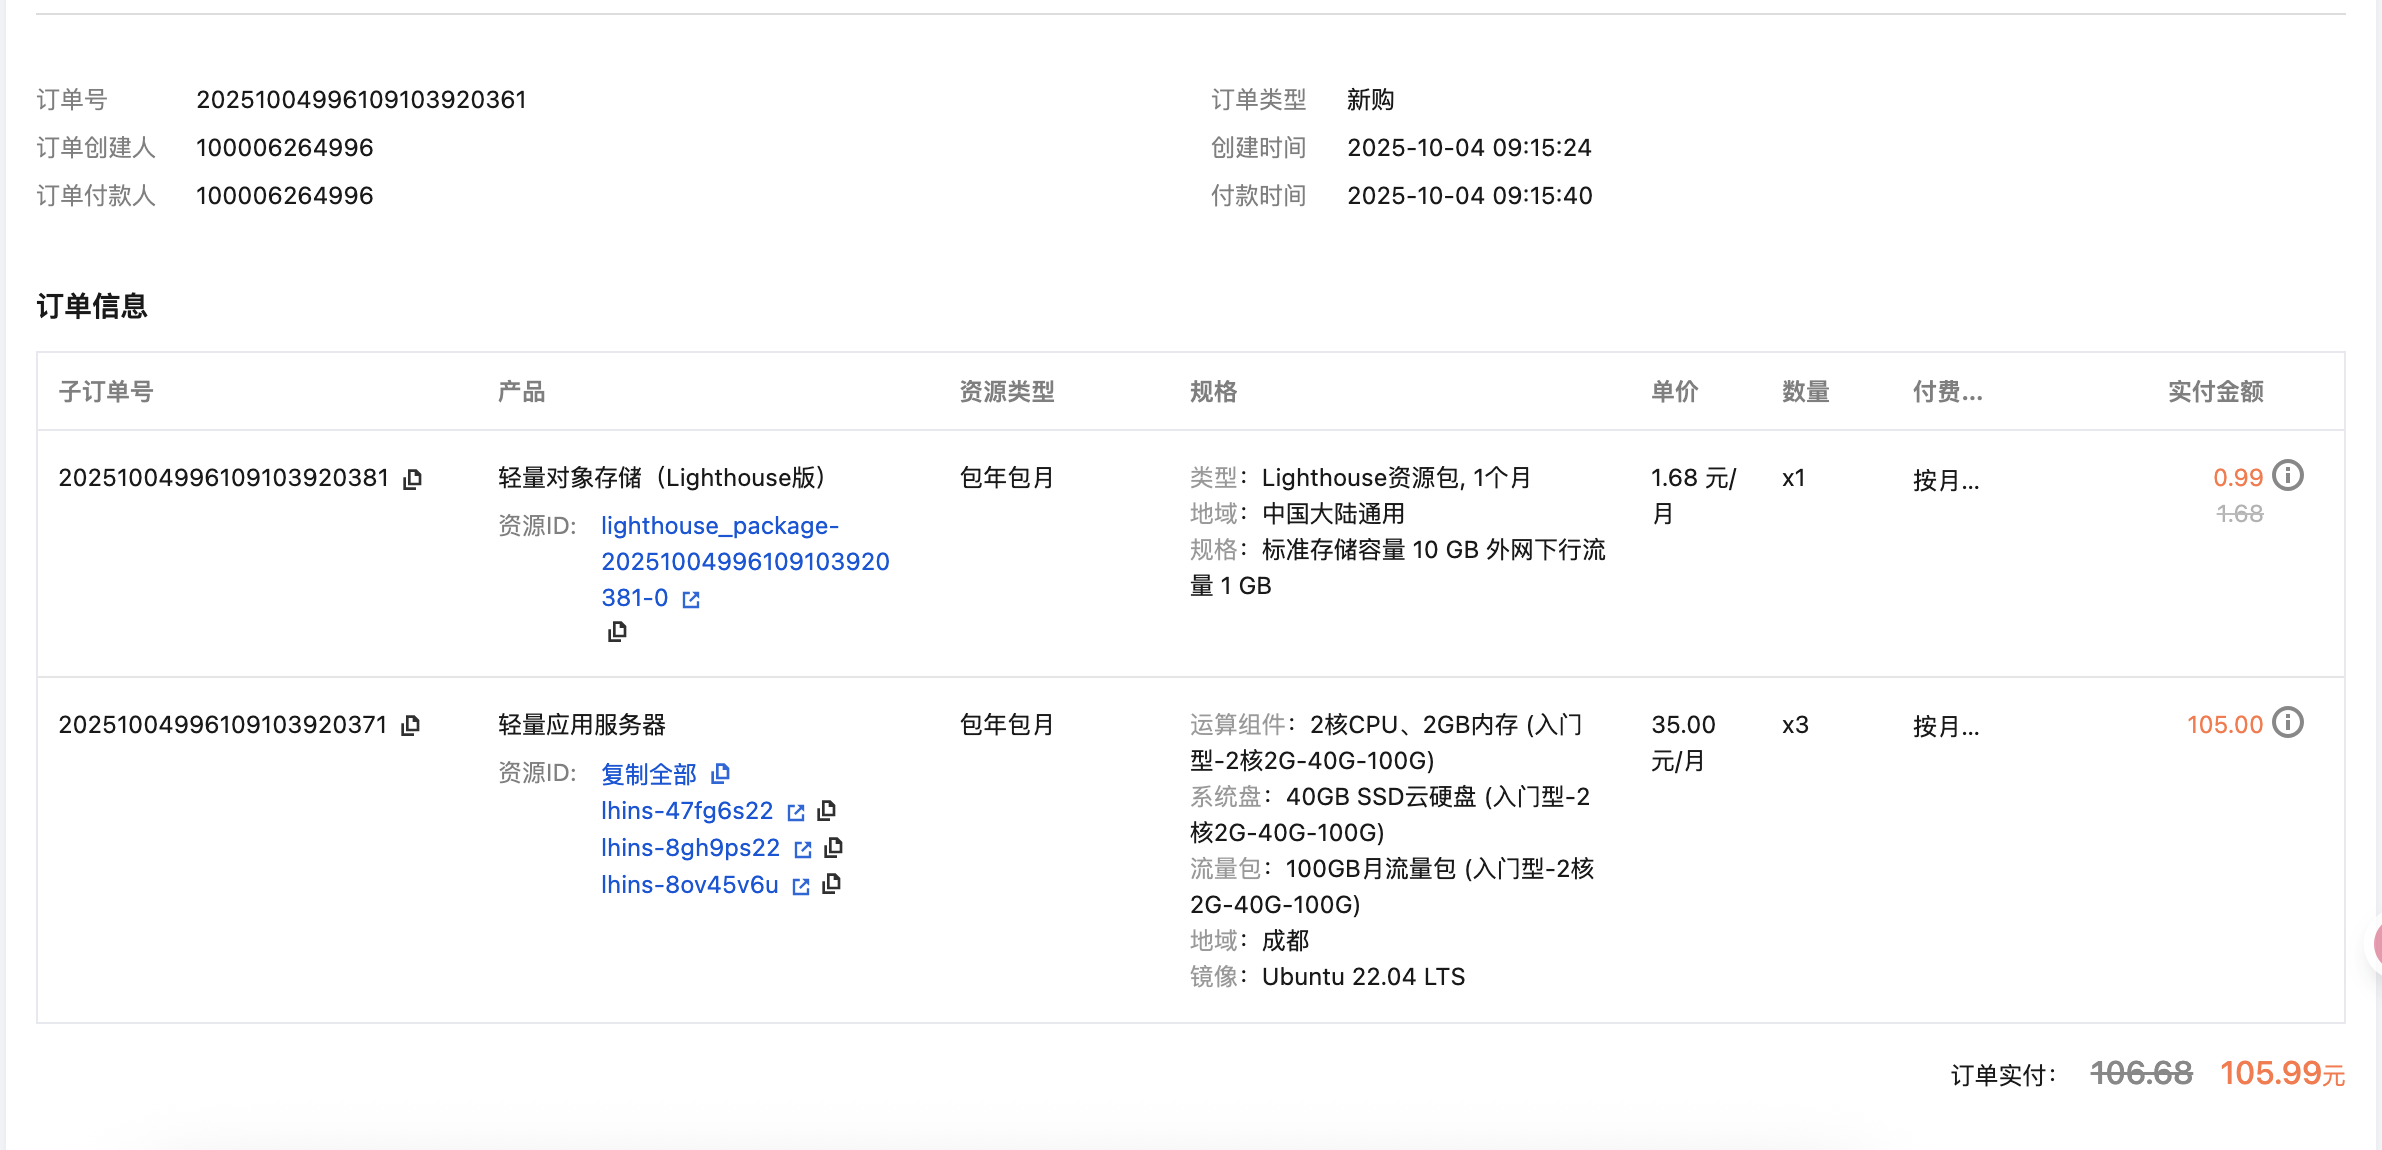 订单号 20251004996109103920361 订单类型 新购
订单创建人 100006264996 创建时间 2025-10-04 09:15:24
订单付款人 100006264996 付款时间 2025-10-04 09:15:40
订单信息
子订单号 产品 资源类型 规格 单价 数量 付费... 实付金额
20251004996109103920381
轻量对象存储（Lighthouse版）
资源ID: lighthouse_package-
20251004996109103920
381-0
包年包月
类型：Lighthouse资源包, 1个月
地域：中国大陆通用
规格：标准存储容量 10 GB 外网下行流
量 1 GB
1.68 元/
月
x1
按月...
0.99
1.68
20251004996109103920371
轻量应用服务器
资源ID: 复制全部
lhins-47fg6s22
lhins-8gh9ps22
lhins-8ov45v6u
包年包月
运算组件：2核CPU、2GB内存 (入门
型-2核2G-40G-100G)
系统盘：40GB SSD云硬盘 (入门型-2
核2G-40G-100G)
流量包：100GB月流量包 (入门型-2核
2G-40G-100G)
地域：成都
镜像：Ubuntu 22.04 LTS
35.00
元/月
x3
按月...
105.00
订单实付： 106.68 105.99元